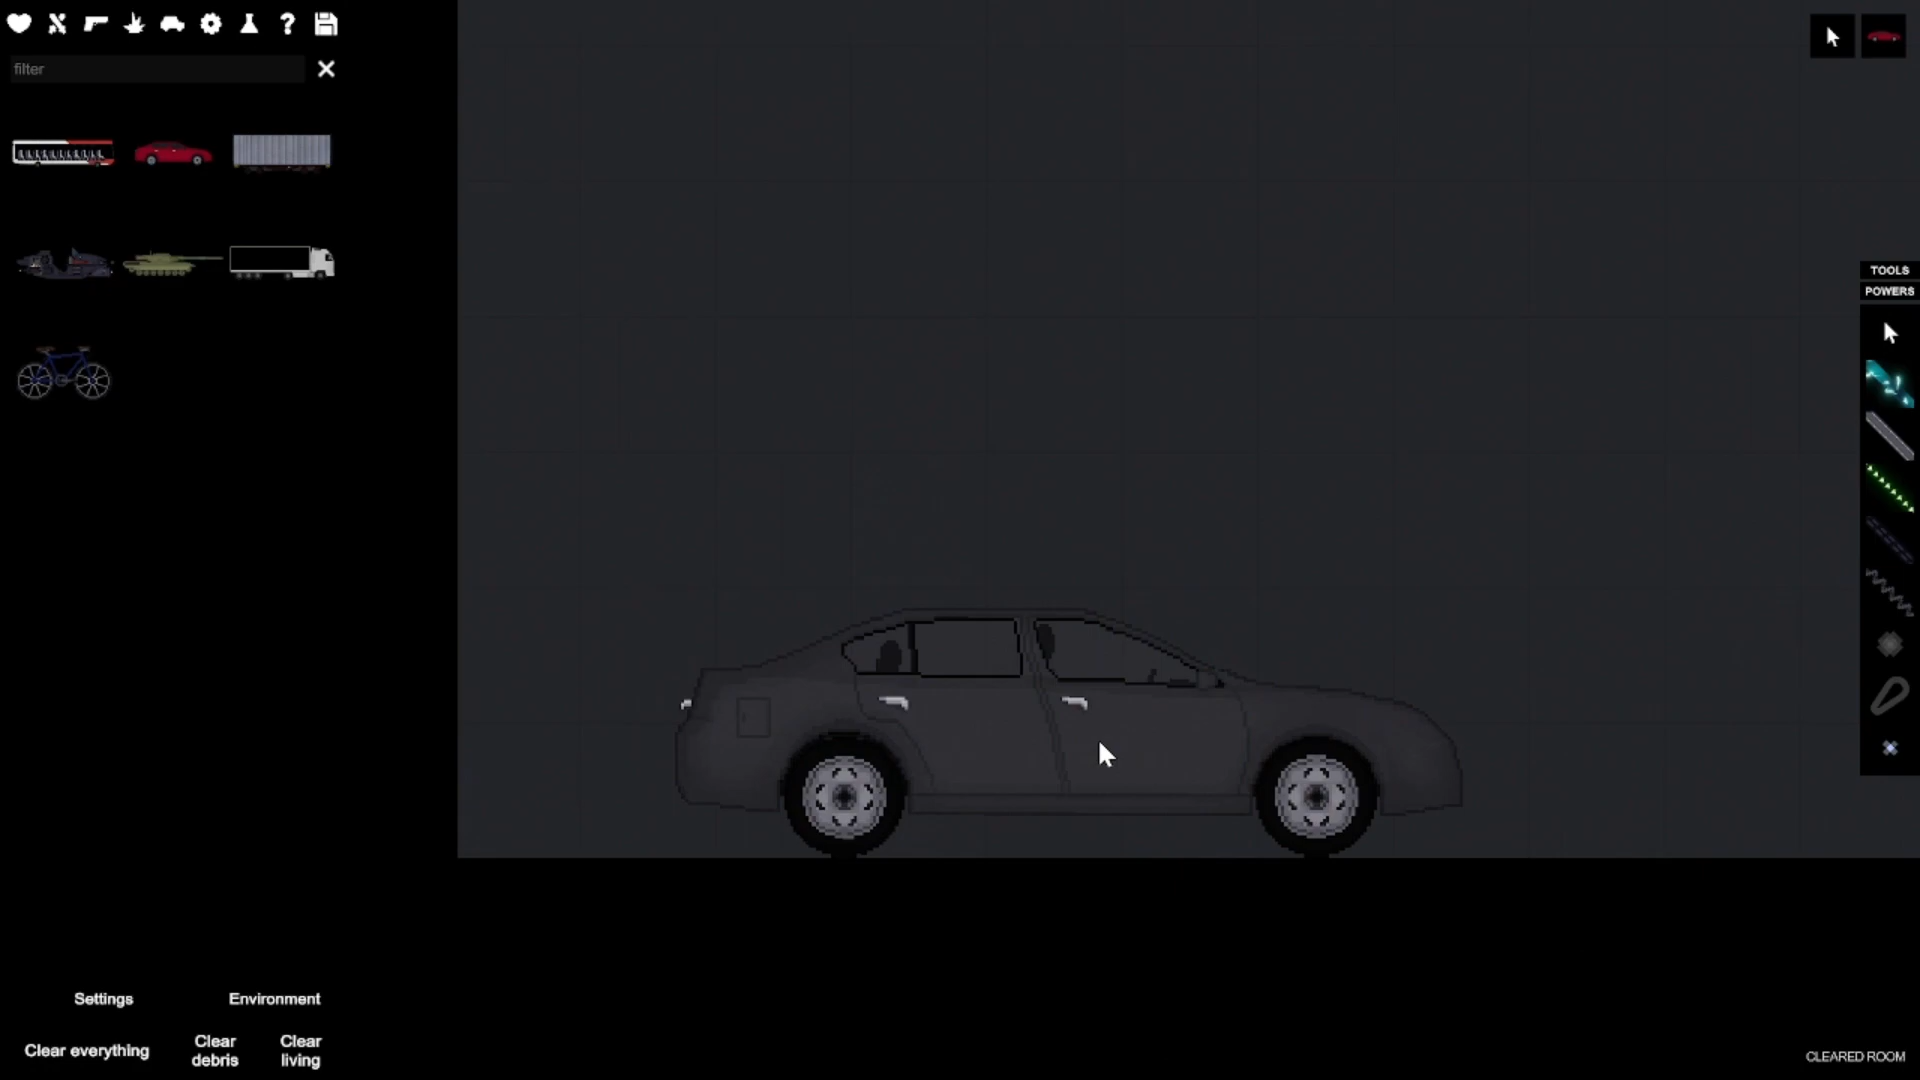 filter
TOOLS
POWERS
Settings
Environment
Clear everything
Clear
debris
Clear
living
CLEARED ROOM